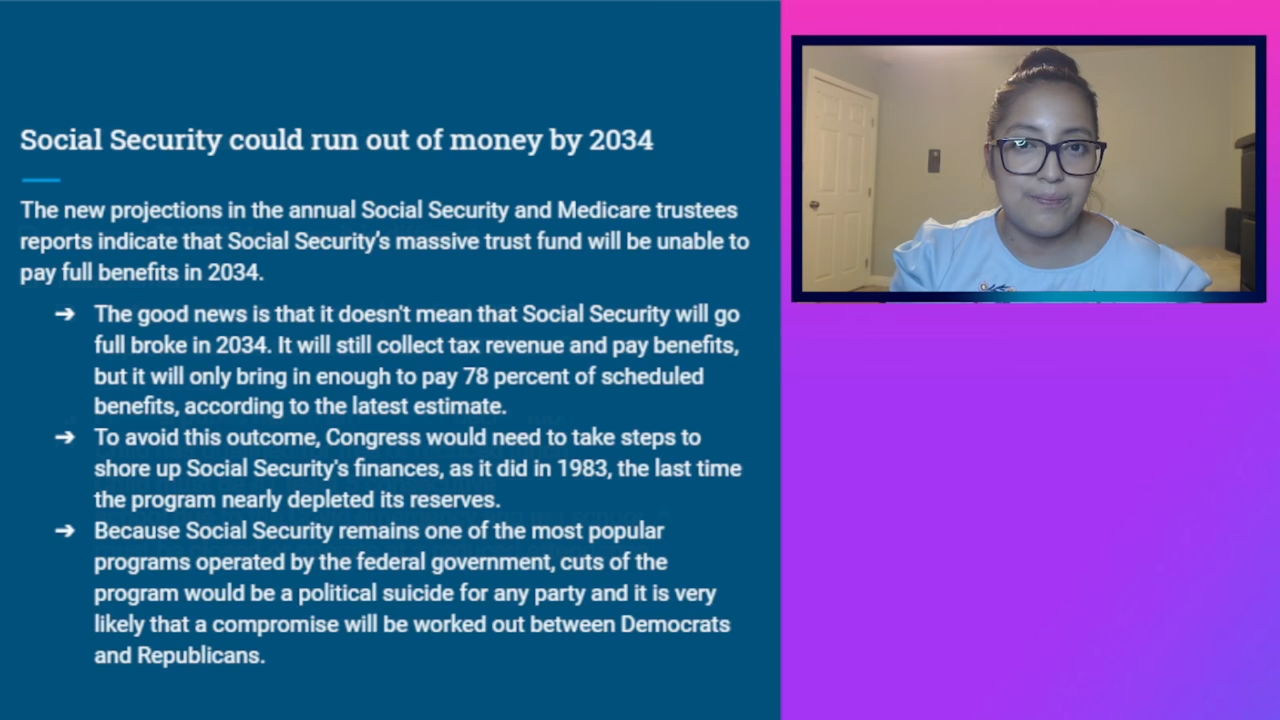 Social Security could run out of money by 2034
The new projections in the annual Social Security and Medicare trustees
reports indicate that Social Security's massive trust fund will be unable to
pay full benefits in 2034.
➔ The good news is that it doesn't mean that Social Security will go
full broke in 2034. It will still collect tax revenue and pay benefits,
but it will only bring in enough to pay 78 percent of scheduled
benefits, according to the latest estimate.
➔ To avoid this outcome, Congress would need to take steps to
shore up Social Security's finances, as it did in 1983, the last time
the program nearly depleted its reserves.
➔ Because Social Security remains one of the most popular
programs operated by the federal government, cuts of the
program would be a political suicide for any party and it is very
likely that a compromise will be worked out between Democrats
and Republicans.